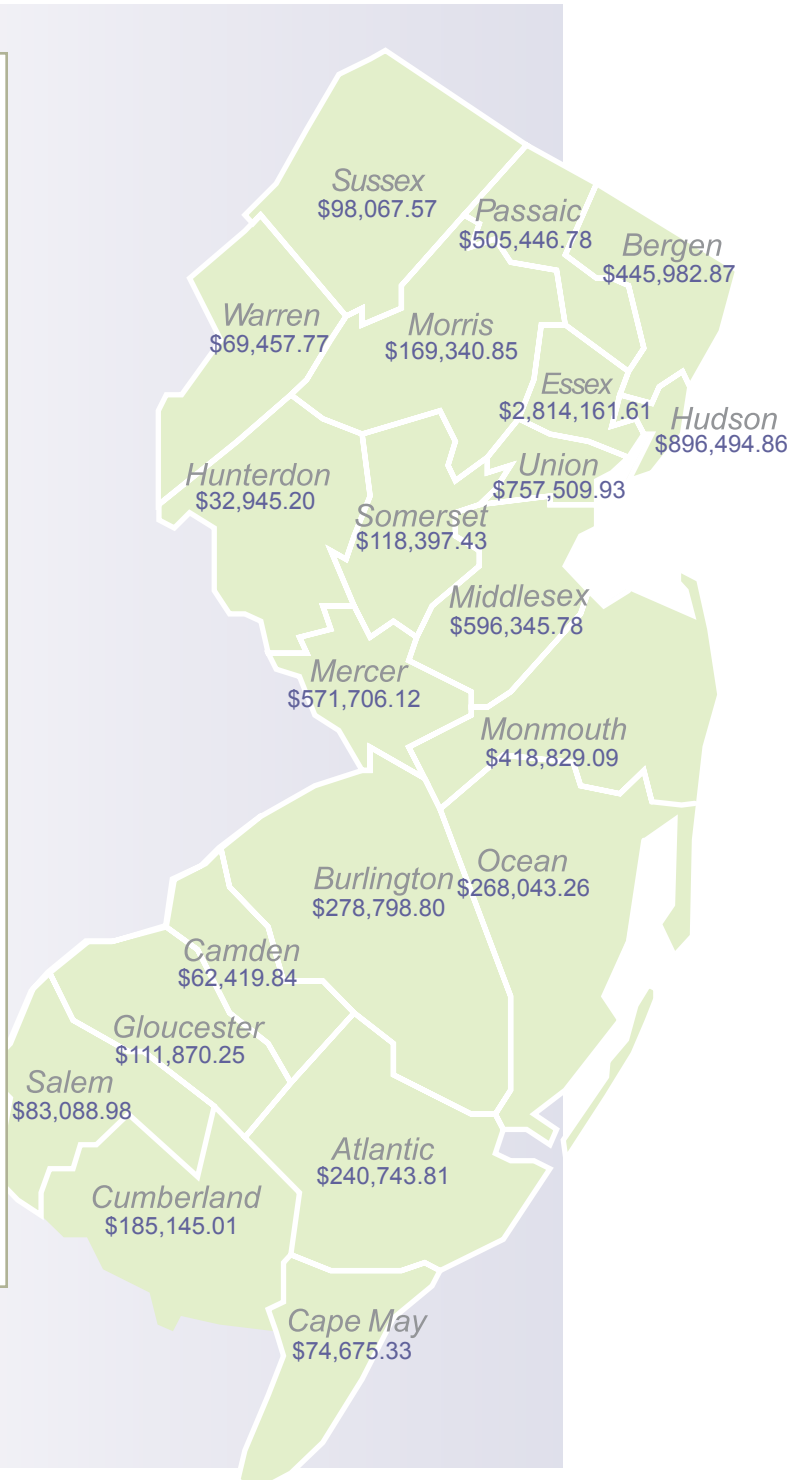 Sussex
$98,067.57
Passaic
$505,446.78
Bergen
$445,982.87
Warren
$69,457.77
Morris
$169,340.85
Essex
$2,814,161.61
Hudson
$896,494.86
Union
$757,509.93
Hunterdon
$32,945.20
Somerset
$118,397.43
Middlesex
$596,345.78
Mercer
$571,706.12
Monmouth
$418,829.09
Ocean
$268,043.26
Burlington
$278,798.80
Camden
$62,419.84
Gloucester
$111,870.25
Salem
$83,088.98
Atlantic
$240,743.81
Cumberland
$185,145.01
Cape May
$74,675.33